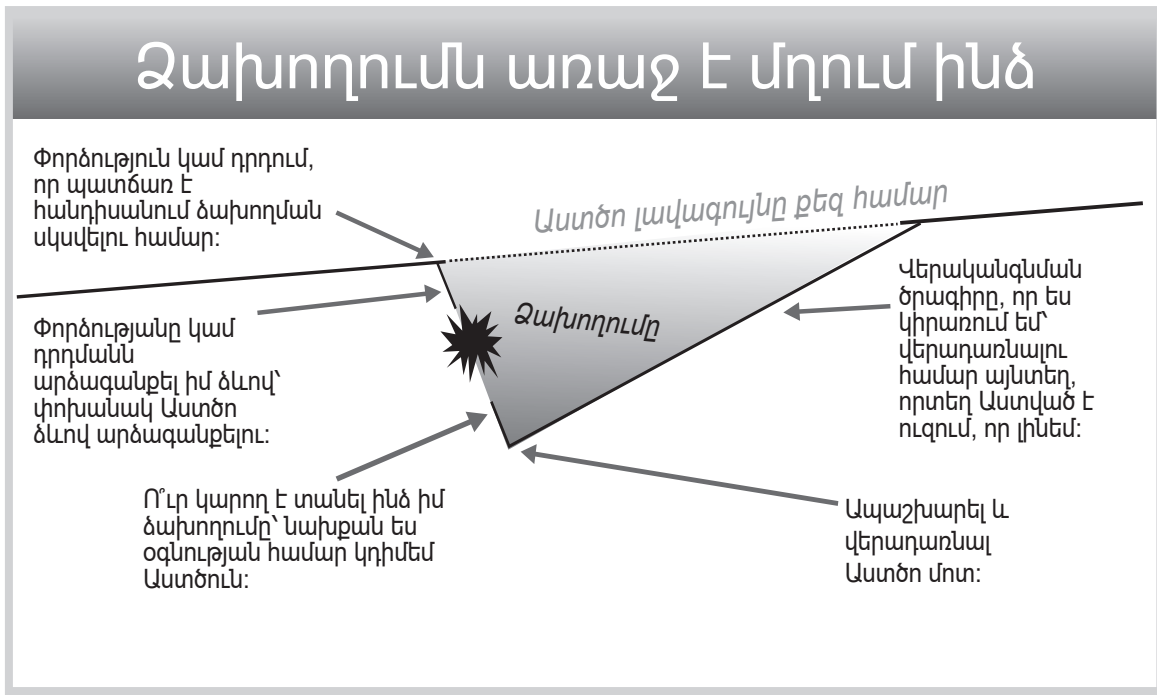 Ձախողումն առաջ է մղում ինձ
Փորձություն կամ դրդում,
որ պատճառ է
հանդիսանում ձախողման
սկսվելու համար:
Աստծո լավագույնը քեզ համար
Ձախողումը
Փորձությանը կամ
դրդմանն
արձագանքել իմ ձևով՝
փոխանակ Աստծո
ձևով արձագանքելու:
Վերականգնման
ծրագիրը, որ ես
կիրառում եմ՝
վերադառնալու
համար այնտեղ,
որտեղ Աստված է
ուզում, որ լինեմ:
Ո՞ւր կարող է տանել ինձ իմ
ձախողումը՝ նախքան ես
օգնության համար կդիմեմ
Աստծուն:
Ապաշխարել և
վերադառնալ
Աստծո մոտ: